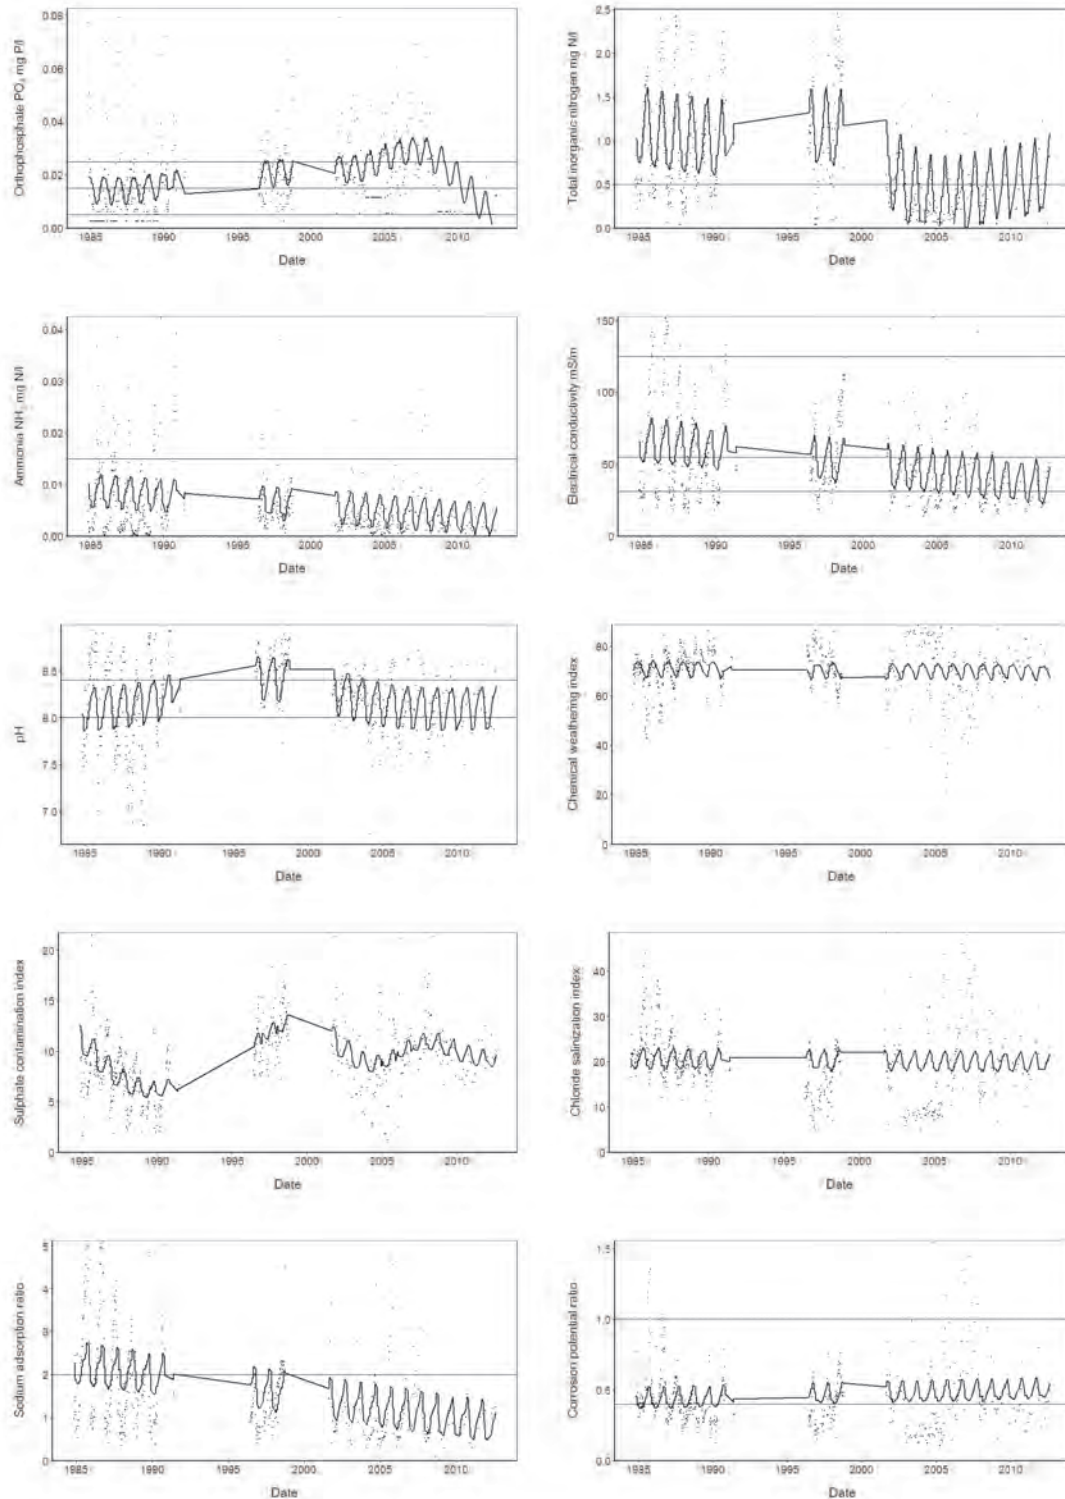 Orthophosphate PO4 mg P/l
0.08
0.06
0.04
0.02
0.00
1985 1990 1995 2000 2005 2010
Date
Total inorganic nitrogen mg N/l
2.5
2.0
1.5
1.0
0.5
0.0
1985 1990 1995 2000 2005 2010
Date
Ammonia NH3 mg N/l
0.04
0.03
0.02
0.01
0.00
1985 1990 1995 2000 2005 2010
Date
Electrical conductivity mS/m
150
100
50
0
1985 1990 1995 2000 2005 2010
Date
pH
8.5
8.0
7.5
7.0
1985 1990 1995 2000 2005 2010
Date
Chemical weathering index
80
60
40
20
0
1985 1990 1995 2000 2005 2010
Date
Sulphate contamination index
20
15
10
5
0
1985 1990 1995 2000 2005 2010
Date
Chloride salinization index
40
30
20
10
0
1985 1990 1995 2000 2005 2010
Date
Sodium adsorption ratio
5
4
3
2
1
0
1985 1990 1995 2000 2005 2010
Date
Corrosion potential ratio
1.5
1.0
0.5
0.0
1985 1990 1995 2000 2005 2010
Date